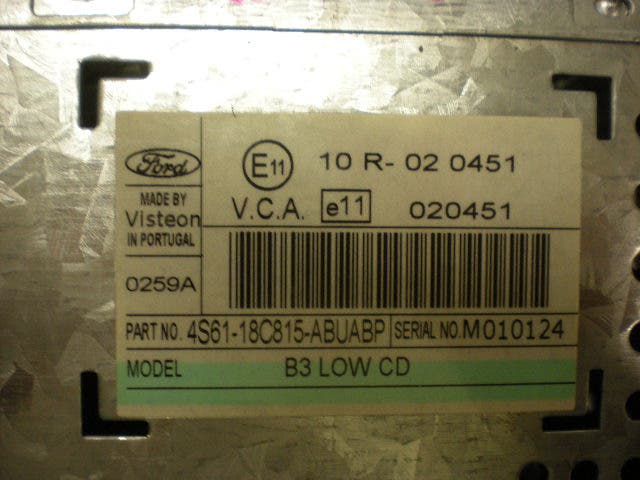 Ford
E11 10 R- 02 0451
MADE BY
Visteon
IN PORTUGAL
V.C.A. e11 020451
0259A
PART NO. 4S61-18C815-ABUABP SERIAL NO. M010124
MODEL B3 LOW CD